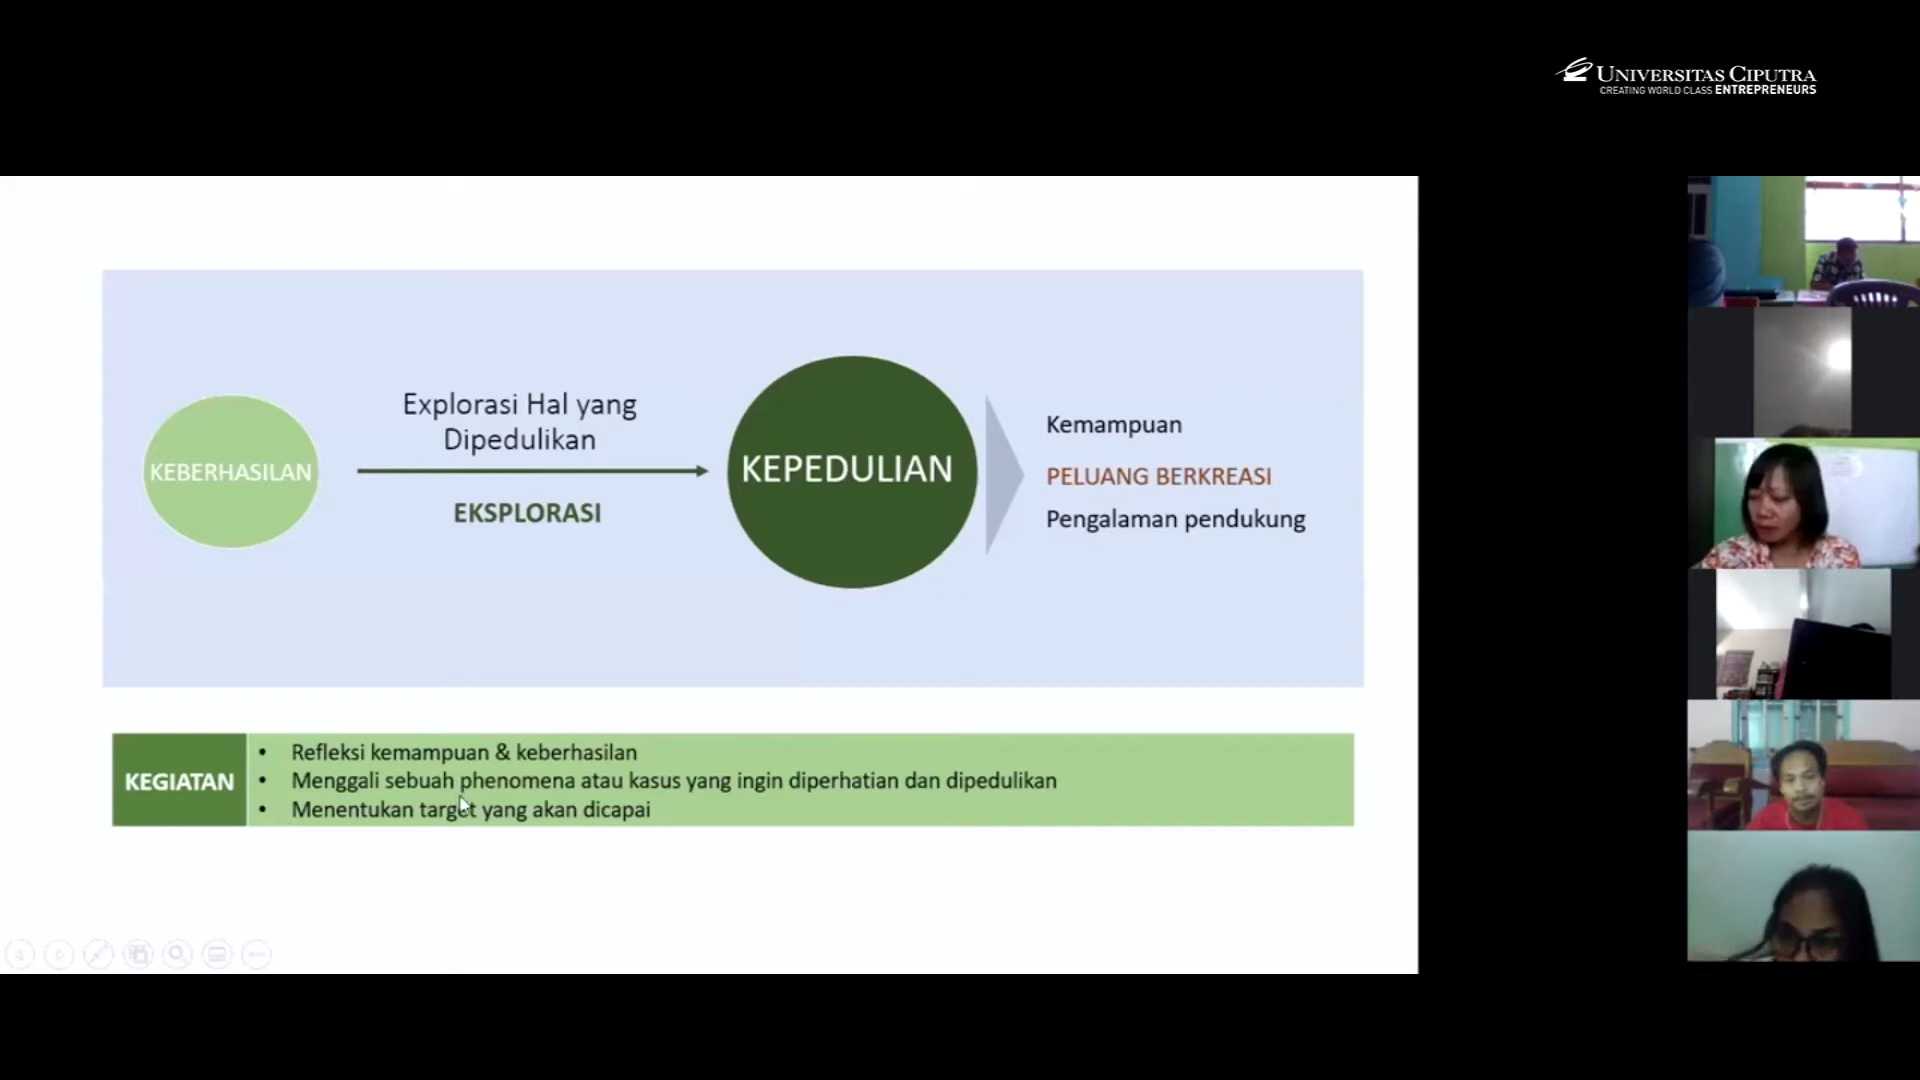 UNIVERSITAS CIPUTRA
CREATING WORLD CLASS ENTREPRENEURS
KEBERHASILAN
Explorasi Hal yang
Dipedulikan
EKSPLORASI
KEPEDULIAN
Kemampuan
PELUANG BERKREASI
Pengalaman pendukung
KEGIATAN
• Refleksi kemampuan & keberhasilan
• Menggali sebuah phenomena atau kasus yang ingin diperhatian dan dipedulikan
• Menentukan target yang akan dicapai